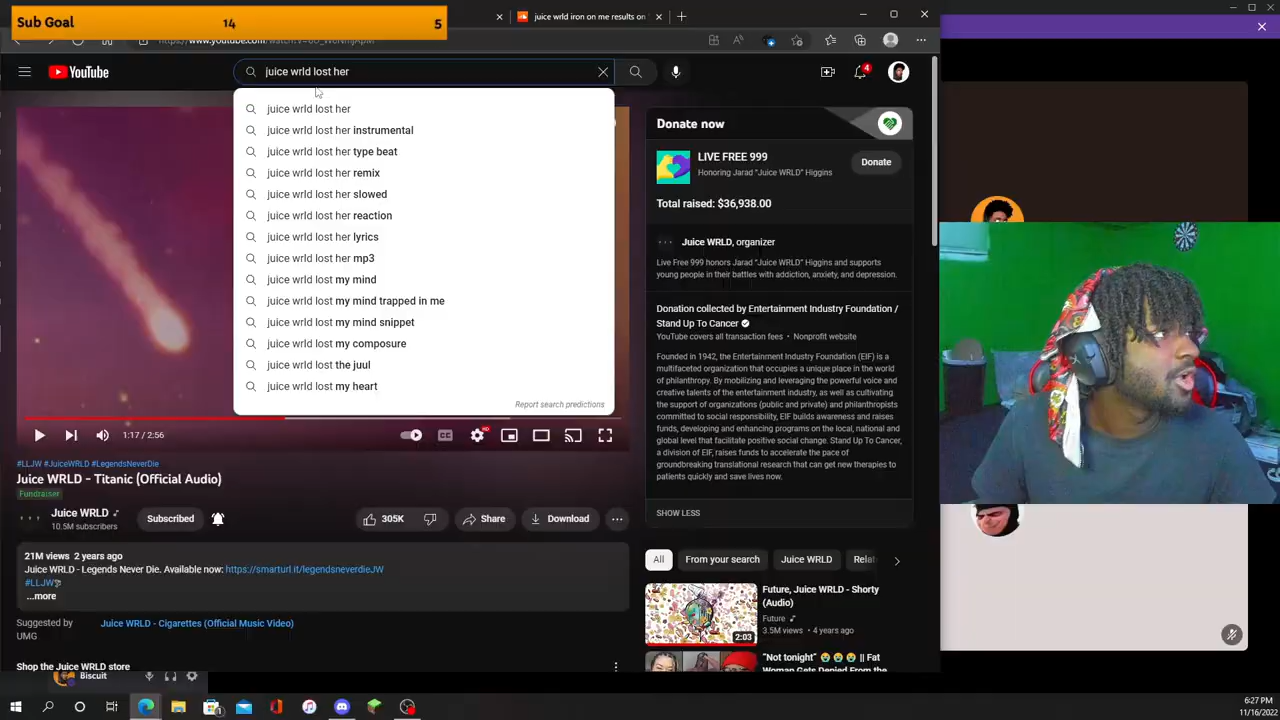 Sub Goal 14 5
juice wrld iron on me results on
YouTube
juice wrld lost her
4
juice wrld lost her
juice wrld lost her instrumental
juice wrld lost her type beat
juice wrld lost her remix
juice wrld lost her slowed
juice wrld lost her reaction
juice wrld lost her lyrics
juice wrld lost her mp3
juice wrld lost my mind
juice wrld lost my mind trapped in me
juice wrld lost my mind snippet
juice wrld lost my composure
juice wrld lost the juul
juice wrld lost my heart
Report search predictions
1:17 / 2:56
CC
HD
#LLJW #JuiceWRLD #LegendsNeverDie
Juice WRLD - Titanic (Official Audio)
Fundraiser
Juice WRLD
10.5M subscribers
Subscribed
305K
Share
Download
21M views 2 years ago
Juice WRLD - Legends Never Die. Available now: https://smarturl.it/legendsneverdieJW
#LLJW
...more
Suggested by
UMG
Juice WRLD - Cigarettes (Official Music Video)
Shop the Juice WRLD store
Donate now
LIVE FREE 999
Honoring Jarad "Juice WRLD" Higgins
Donate
Total raised: $36,938.00
Juice WRLD, organizer
Live Free 999 honors Jarad "Juice WRLD" Higgins and supports
young people in their battles with addiction, anxiety, and depression.
Donation collected by Entertainment Industry Foundation /
Stand Up To Cancer
YouTube covers all transaction fees • Nonprofit website
Founded in 1942, the Entertainment Industry Foundation (EIF) is a
multifaceted organization that occupies a unique place in the world
of philanthropy. By mobilizing and leveraging the powerful voice and
creative talents of the entertainment industry, as well as cultivating
the support of organizations (public and private) and philanthropists
committed to social responsibility, EIF builds awareness and raises
funds, developing and enhancing programs on the local, national and
global level that facilitate positive social change. Stand Up To Cancer,
a division of EIF, raises funds to accelerate the pace of
groundbreaking translational research that can get new therapies to
patients quickly and save lives now.
SHOW LESS
All
From your search
Juice WRLD
Relat
Future, Juice WRLD - Shorty
(Audio)
Future
3.5M views • 4 years ago
2:03
"Not tonight" 😭 😭 😭 || Fat
Woman Gets Denied From the
Biscuit
6:27 PM
11/16/2022